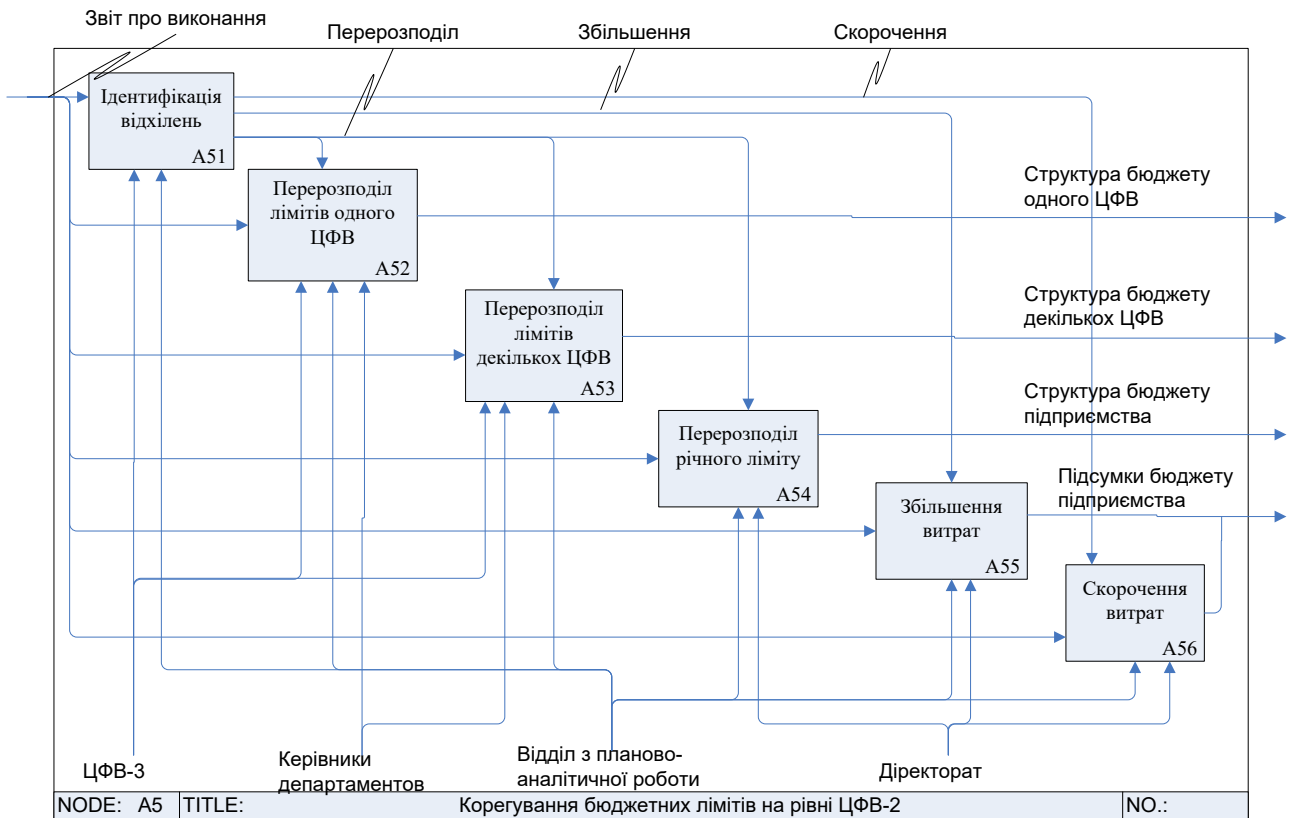 Звіт про виконання
Перерозподіл
Збільшення
Скорочення
Ідентифікація
відхілень
A51
Перерозподіл
лімітів одного
ЦФВ
A52
Структура бюджету
одного ЦФВ
Перерозподіл
лімітів
декількох ЦФВ
A53
Структура бюджету
декількох ЦФВ
Перерозподіл
річного ліміту
A54
Структура бюджету
підприємства
Збільшення
витрат
A55
Підсумки бюджету
підприємства
Скорочення
витрат
A56
ЦФВ-3
Керівники
департаментов
Відділ з планово-
аналітичної роботи
Діректорат
NODE: A5 TITLE: Корегування бюджетних лімітів на рівні ЦФВ-2 NO.: